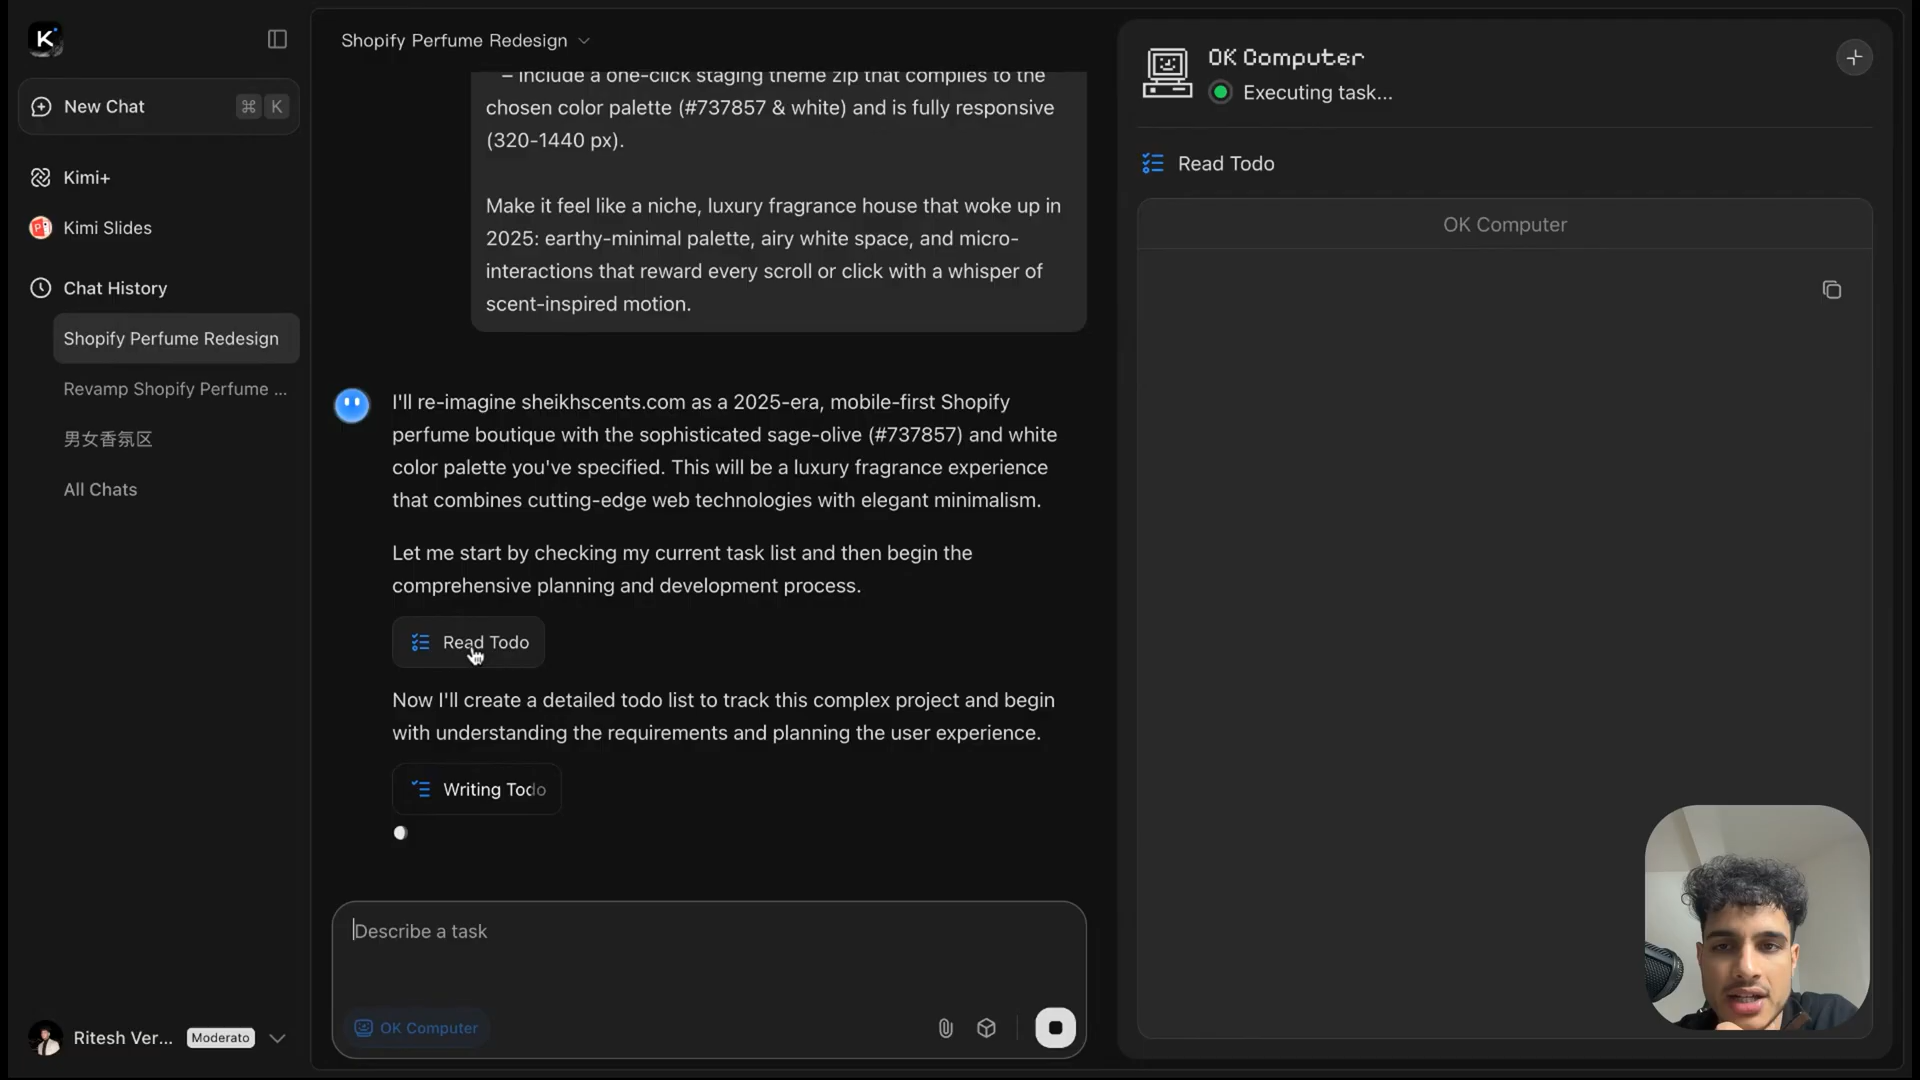 K
New Chat
⌘ K
Kimi+
Kimi Slides
Chat History
Shopify Perfume Redesign
Revamp Shopify Perfume ...
男女香氛区
All Chats
Ritesh Ver...
Moderato
Shopify Perfume Redesign
– Include a one-click staging theme zip that compiles to the
chosen color palette (#737857 & white) and is fully responsive
(320-1440 px).
Make it feel like a niche, luxury fragrance house that woke up in
2025: earthy-minimal palette, airy white space, and micro-
interactions that reward every scroll or click with a whisper of
scent-inspired motion.
I'll re-imagine sheikhscents.com as a 2025-era, mobile-first Shopify
perfume boutique with the sophisticated sage-olive (#737857) and white
color palette you've specified. This will be a luxury fragrance experience
that combines cutting-edge web technologies with elegant minimalism.
Let me start by checking my current task list and then begin the
comprehensive planning and development process.
Read Todo
Now I'll create a detailed todo list to track this complex project and begin
with understanding the requirements and planning the user experience.
Writing Todo
Describe a task
OK Computer
OK Computer
Executing task...
Read Todo
OK Computer